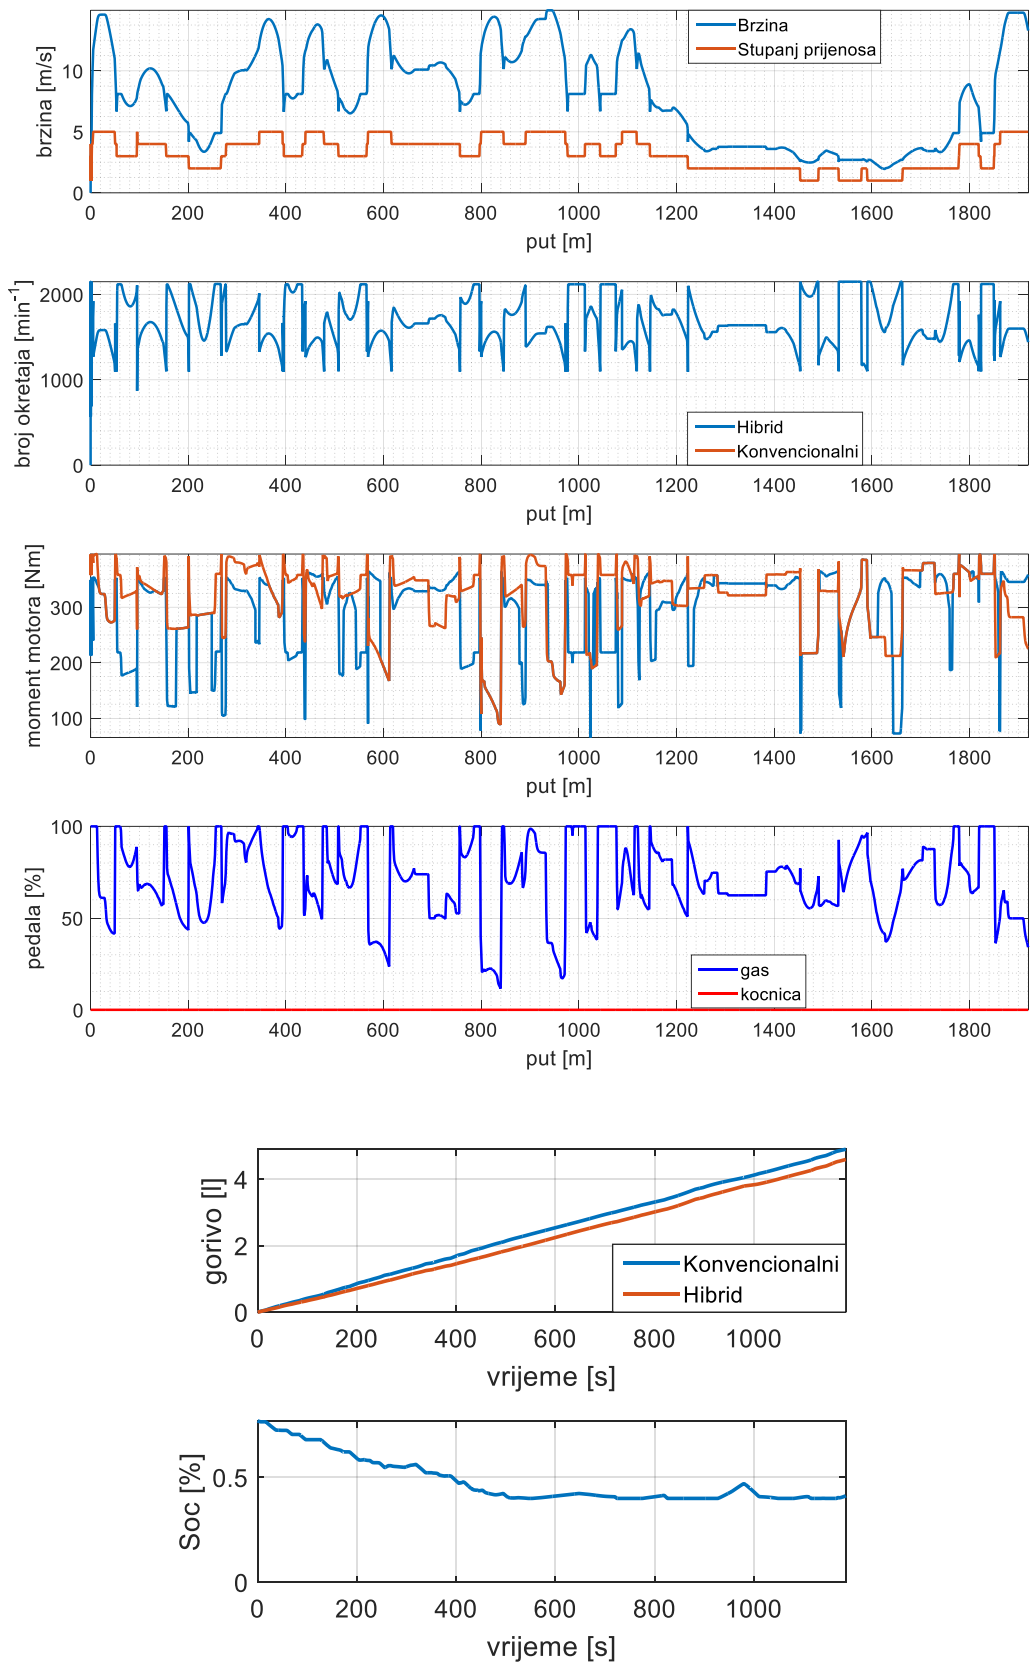 Brzina
Stupanj prijenosa
brzina [m/s]
10
5
0
0 200 400 600 800 1000 1200 1400 1600 1800
put [m]
broj okretaja [min⁻¹]
2000
1000
0
Hibrid
Konvencionalni
0 200 400 600 800 1000 1200 1400 1600 1800
put [m]
moment motora [Nm]
300
200
100
0 200 400 600 800 1000 1200 1400 1600 1800
put [m]
pedala [%]
100
50
0
gas
kocnica
0 200 400 600 800 1000 1200 1400 1600 1800
put [m]
gorivo [l]
4
2
0
Konvencionalni
Hibrid
0 200 400 600 800 1000
vrijeme [s]
Soc [%]
0.5
0
0 200 400 600 800 1000
vrijeme [s]